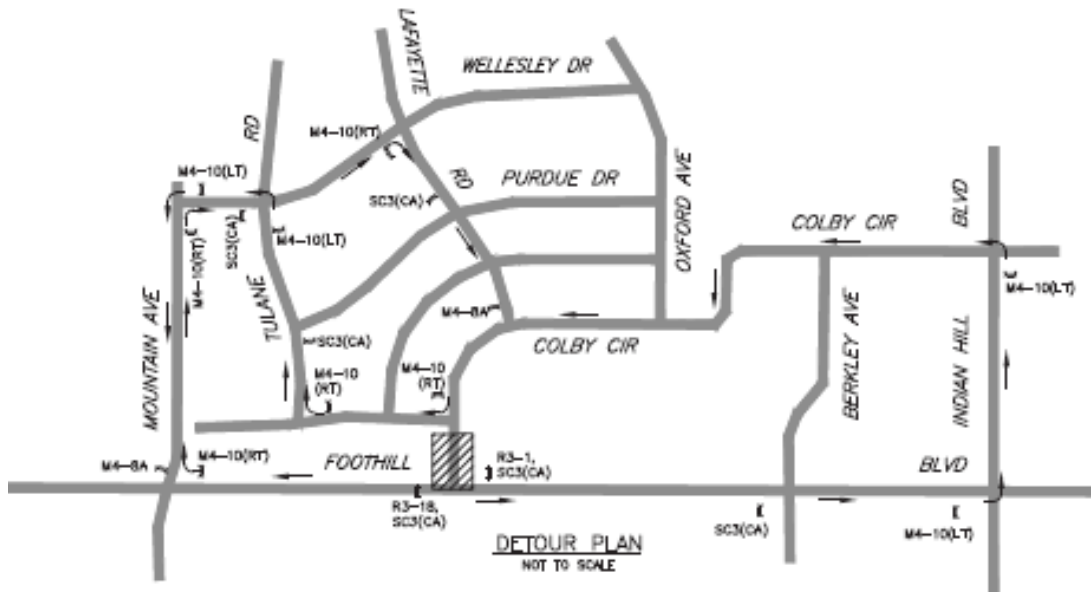 LAFAYETTE
WELLESLEY DR
M4-10(RT)
RD
M4-10(LT)
RD
PURDUE DR
SC3(CA)
OXFORD AVE
BLVD
COLBY CIR
M4-10(LT)
M4-10(RT)
SC3(CA)
M4-10(LT)
TULANE
M4-8A
MOUNTAIN AVE
SC3(CA)
COLBY CIR
M4-10
(RT)
M4-10
(RT)
BERKLEY AVE
INDIAN HILL
M4-8A
M4-10(RT)
FOOTHILL
R3-1,
SC3(CA)
BLVD
R3-18,
SC3(CA)
SC3(CA)
M4-10(LT)
DETOUR PLAN
NOT TO SCALE